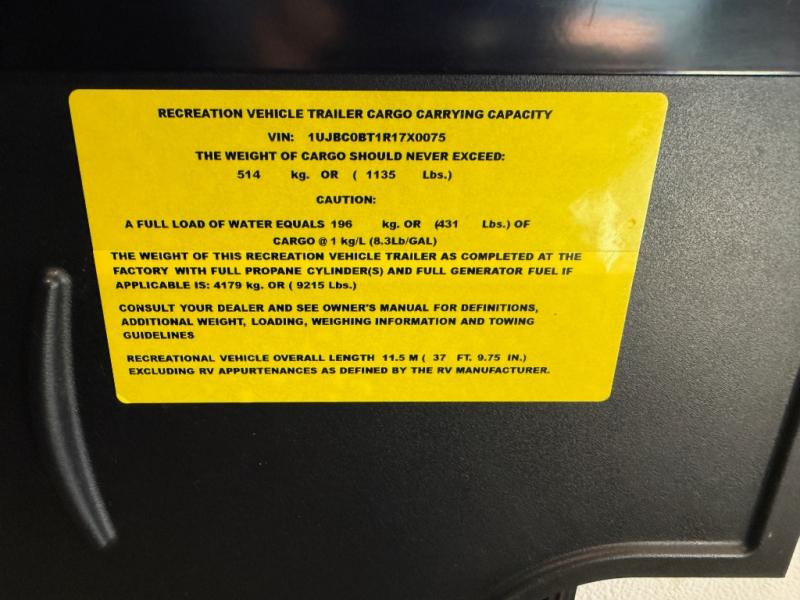 RECREATION VEHICLE TRAILER CARGO CARRYING CAPACITY
VIN: 1UJBC0BT1R17X0075
THE WEIGHT OF CARGO SHOULD NEVER EXCEED:
514 kg. OR ( 1135 Lbs.)
CAUTION:
A FULL LOAD OF WATER EQUALS 196 kg. OR (431 Lbs.) OF
CARGO @ 1 kg/L (8.3Lb/GAL)
THE WEIGHT OF THIS RECREATION VEHICLE TRAILER AS COMPLETED AT THE
FACTORY WITH FULL PROPANE CYLINDER(S) AND FULL GENERATOR FUEL IF
APPLICABLE IS: 4179 kg. OR ( 9215 Lbs.)
CONSULT YOUR DEALER AND SEE OWNER'S MANUAL FOR DEFINITIONS,
ADDITIONAL WEIGHT, LOADING, WEIGHING INFORMATION AND TOWING
GUIDELINES
RECREATIONAL VEHICLE OVERALL LENGTH 11.5 M ( 37 FT. 9.75 IN.)
EXCLUDING RV APPURTENANCES AS DEFINED BY THE RV MANUFACTURER.